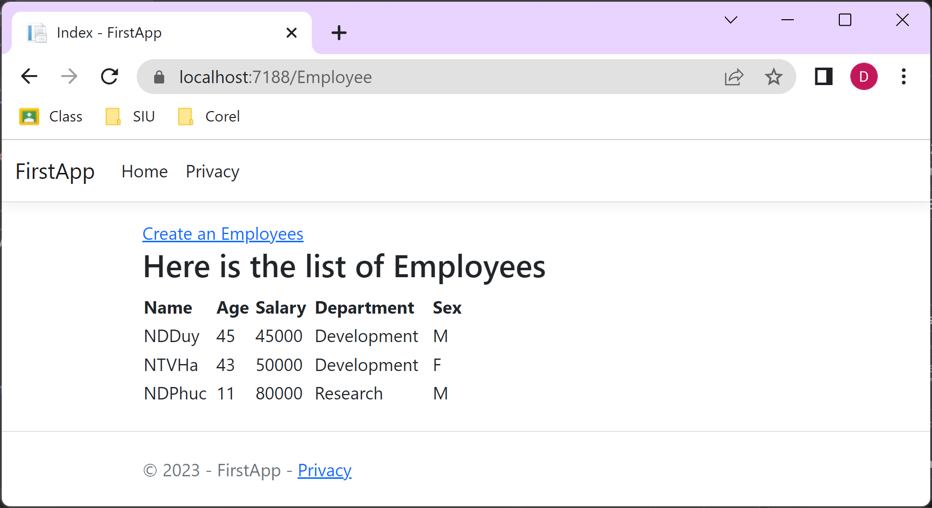 Index - FirstApp
localhost:7188/Employee
D
Class SIU Corel
FirstApp Home Privacy
Create an Employees
Here is the list of Employees
Name Age Salary Department Sex
NDDuy 45 45000 Development M
NTVHa 43 50000 Development F
NDPhuc 11 80000 Research M
© 2023 - FirstApp - Privacy